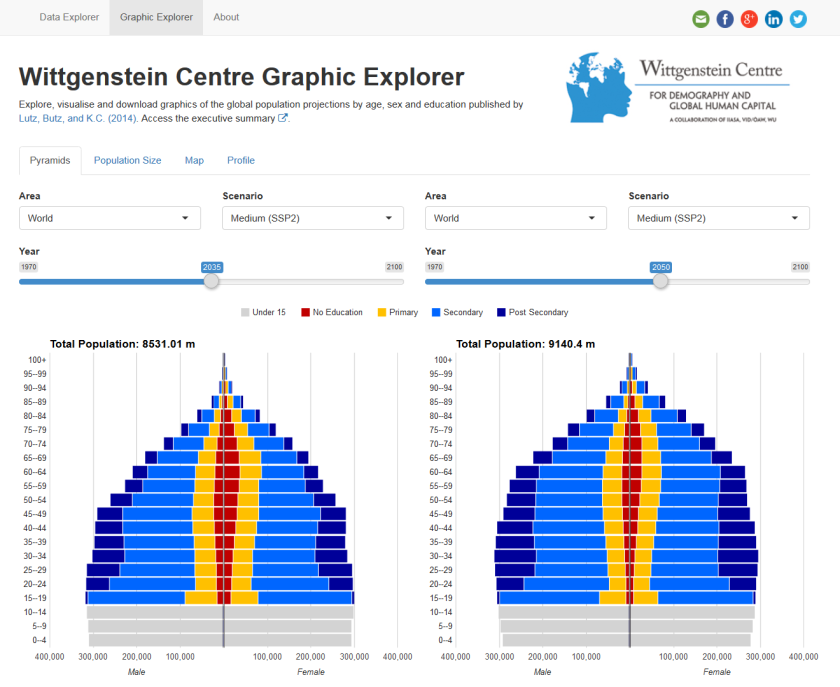 Data Explorer Graphic Explorer About
Wittgenstein Centre Graphic Explorer
Explore, visualise and download graphics of the global population projections by age, sex and education published by
Lutz, Butz, and K.C. (2014). Access the executive summary.
Wittgenstein Centre
FOR DEMOGRAPHY AND
GLOBAL HUMAN CAPITAL
A COLLABORATION OF IIASA, VID/ÖAW, WU
Pyramids Population Size Map Profile
Area Scenario Area Scenario
World Medium (SSP2) World Medium (SSP2)
Year Year
1970 2035 2100 1970 2050 2100
Under 15 No Education Primary Secondary Post Secondary
Total Population: 8531.01 m
100+
95–99
90–94
85–89
80–84
75–79
70–74
65–69
60–64
55–59
50–54
45–49
40–44
35–39
30–34
25–29
20–24
15–19
10–14
5–9
0–4
400,000 300,000 200,000 100,000 100,000 200,000 300,000 400,000
Male Female
Total Population: 9140.4 m
100+
95–99
90–94
85–89
80–84
75–79
70–74
65–69
60–64
55–59
50–54
45–49
40–44
35–39
30–34
25–29
20–24
15–19
10–14
5–9
0–4
400,000 300,000 200,000 100,000 100,000 200,000 300,000 400,000
Male Female